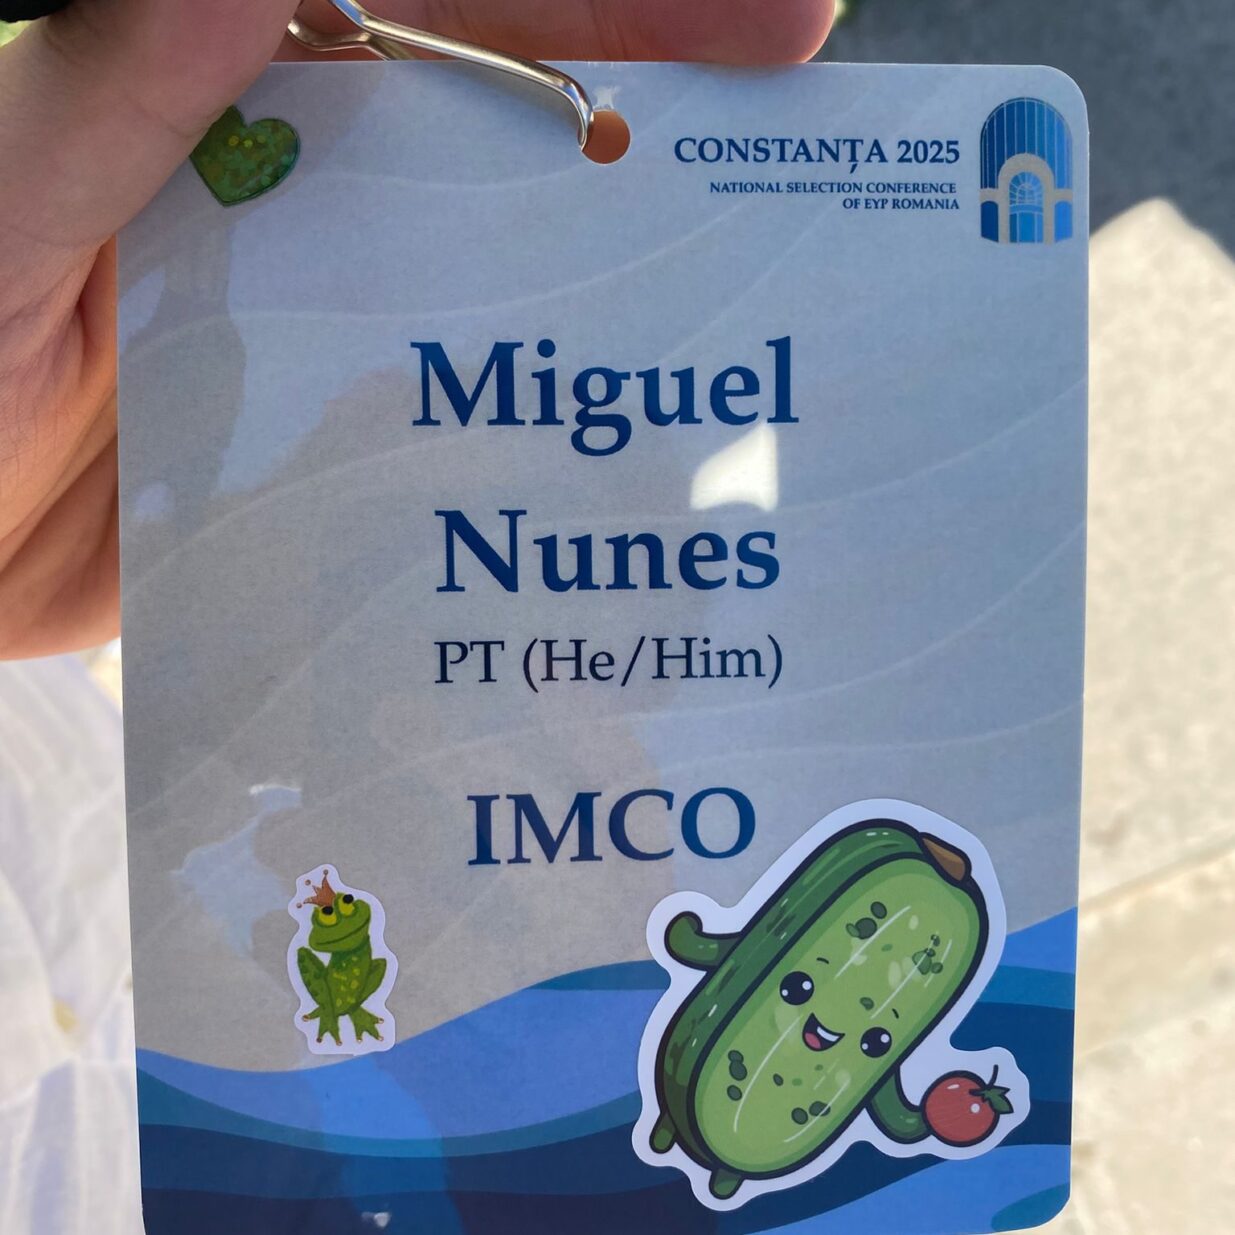 CONSTANȚA 2025
NATIONAL SELECTION CONFERENCE
OF EYP ROMANIA
Miguel
Nunes
PT (He/Him)
IMCO